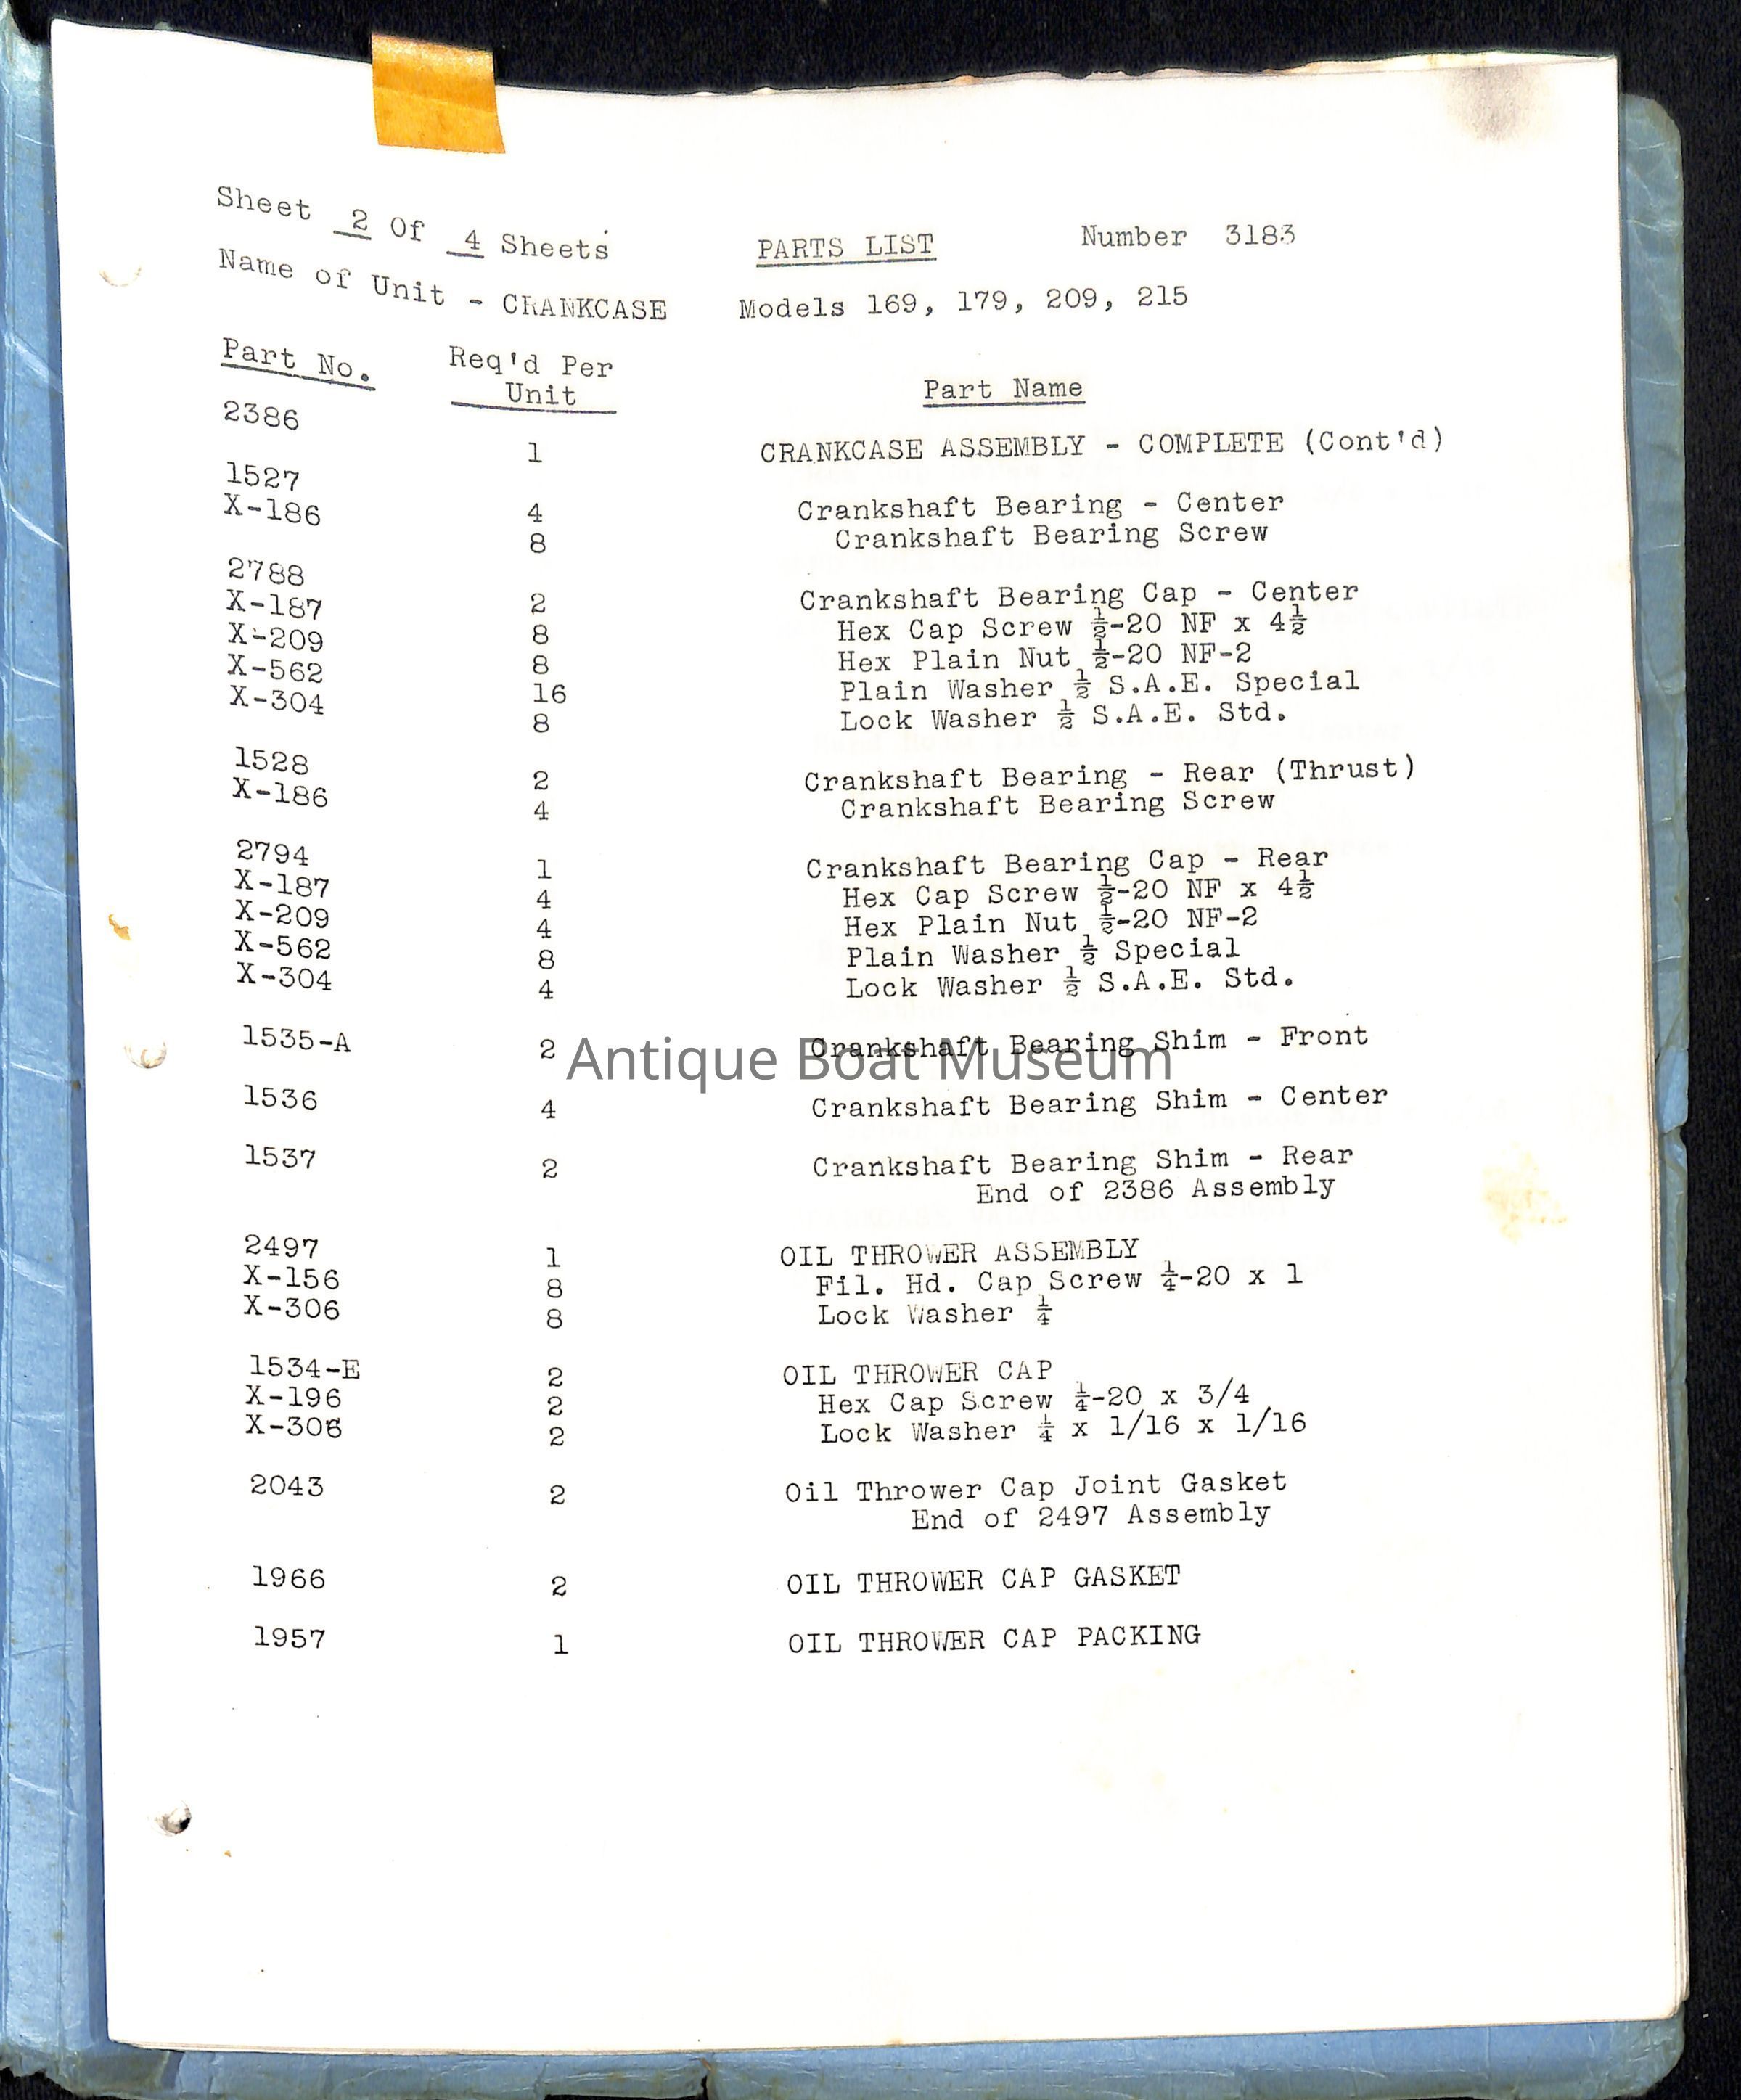 Sheet 2 Of 4 Sheets PARTS LIST Number 3183
Name of Unit - CRANKCASE Models 169, 179, 209, 215
Part No. Req'd Per Unit Part Name
2386 1 CRANKCASE ASSEMBLY - COMPLETE (Cont'd)
1527 4 Crankshaft Bearing - Center
X-186 8 Crankshaft Bearing Screw
2788 2 Crankshaft Bearing Cap - Center
X-187 8 Hex Cap Screw ½-20 NF x 4½
X-209 8 Hex Plain Nut ½-20 NF-2
X-562 16 Plain Washer ½ S.A.E. Special
X-304 8 Lock Washer ½ S.A.E. Std.
1528 2 Crankshaft Bearing - Rear (Thrust)
X-186 4 Crankshaft Bearing Screw
2794 1 Crankshaft Bearing Cap - Rear
X-187 4 Hex Cap Screw ½-20 NF x 4½
X-209 4 Hex Plain Nut ½-20 NF-2
X-562 8 Plain Washer ½ Special
X-304 4 Lock Washer ½ S.A.E. Std.
1535-A 2 Crankshaft Bearing Shim - Front
Antique Boat Museum
1536 4 Crankshaft Bearing Shim - Center
1537 2 Crankshaft Bearing Shim - Rear
End of 2386 Assembly
2497 1 OIL THROWER ASSEMBLY
X-156 8 Fil. Hd. Cap Screw ¼-20 x 1
X-306 8 Lock Washer ¼
1534-E 2 OIL THROWER CAP
X-196 2 Hex Cap Screw ¼-20 x 3/4
X-306 2 Lock Washer ¼ x 1/16 x 1/16
2043 2 Oil Thrower Cap Joint Gasket
End of 2497 Assembly
1966 2 OIL THROWER CAP GASKET
1957 1 OIL THROWER CAP PACKING